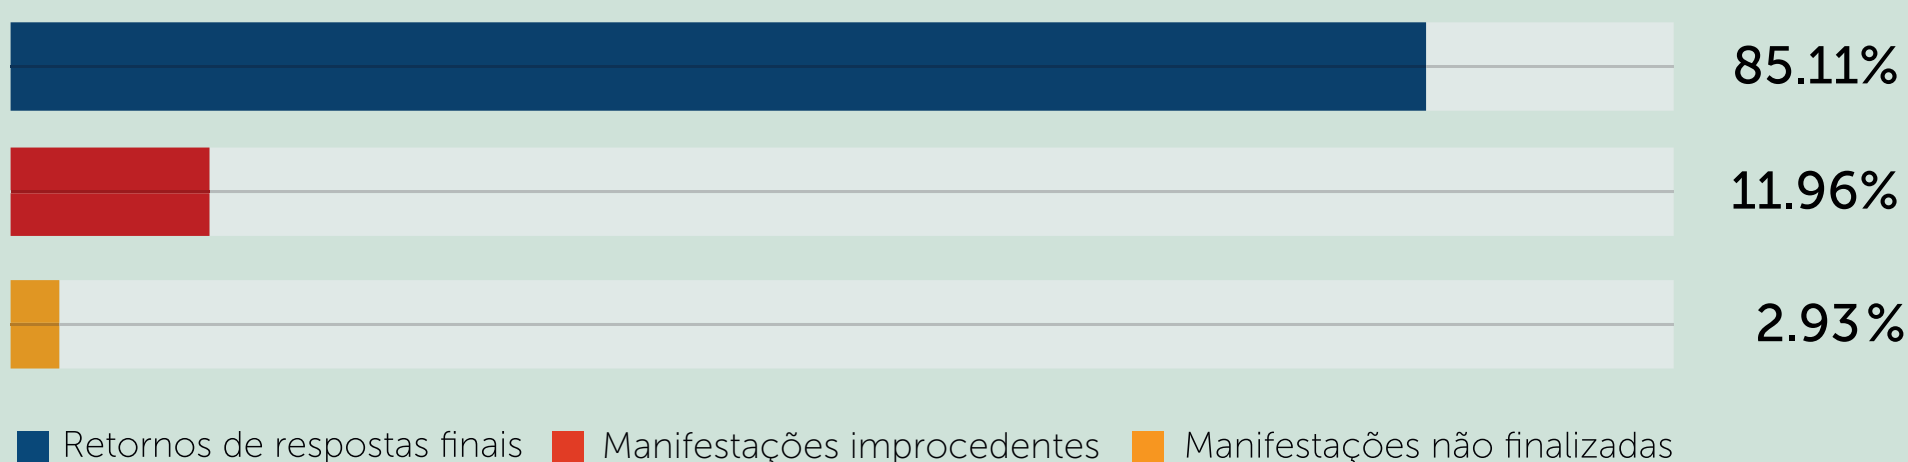 85.11%
11.96%
2.93%
Retornos de respostas finais Manifestações improcedentes Manifestações não finalizadas